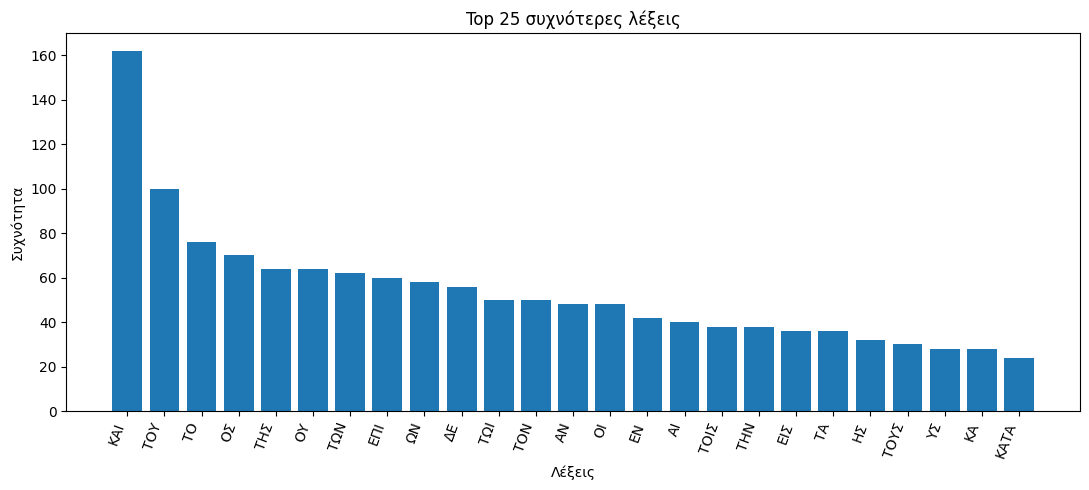 Top 25 συχνότερες λέξεις
Συχνότητα
160
140
120
100
80
60
40
20
0
ΚΑΙ
ΤΟΥ
ΤΟ
ΟΣ
ΤΗΣ
ΟΥ
ΤΩΝ
ΕΠΙ
ΩΝ
ΔΕ
ΤΩΙ
ΤΟΝ
ΑΝ
ΟΙ
ΕΝ
ΑΙ
ΤΟΙΣ
ΤΗΝ
ΕΙΣ
ΤΑ
ΗΣ
ΤΟΥΣ
ΥΣ
ΚΑ
ΚΑΤΑ
Λέξεις